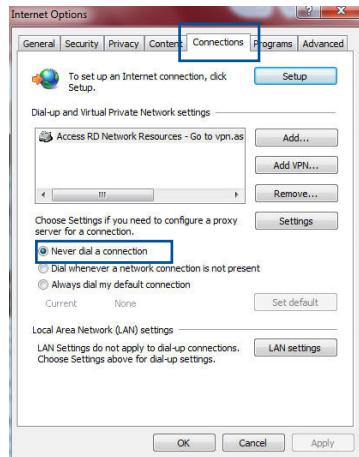 Internet Options
General Security Privacy Content Connections Programs Advanced
To set up an Internet connection, click
Setup.
Setup
Dial-up and Virtual Private Network settings
Access RD Network Resources - Go to vpn.as
Add...
Add VPN...
Remove...
Choose Settings if you need to configure a proxy
server for a connection.
Settings
Never dial a connection
Dial whenever a network connection is not present
Always dial my default connection
Current None
Set default
Local Area Network (LAN) settings
LAN Settings do not apply to dial-up connections.
Choose Settings above for dial-up settings.
LAN settings
OK Cancel Apply